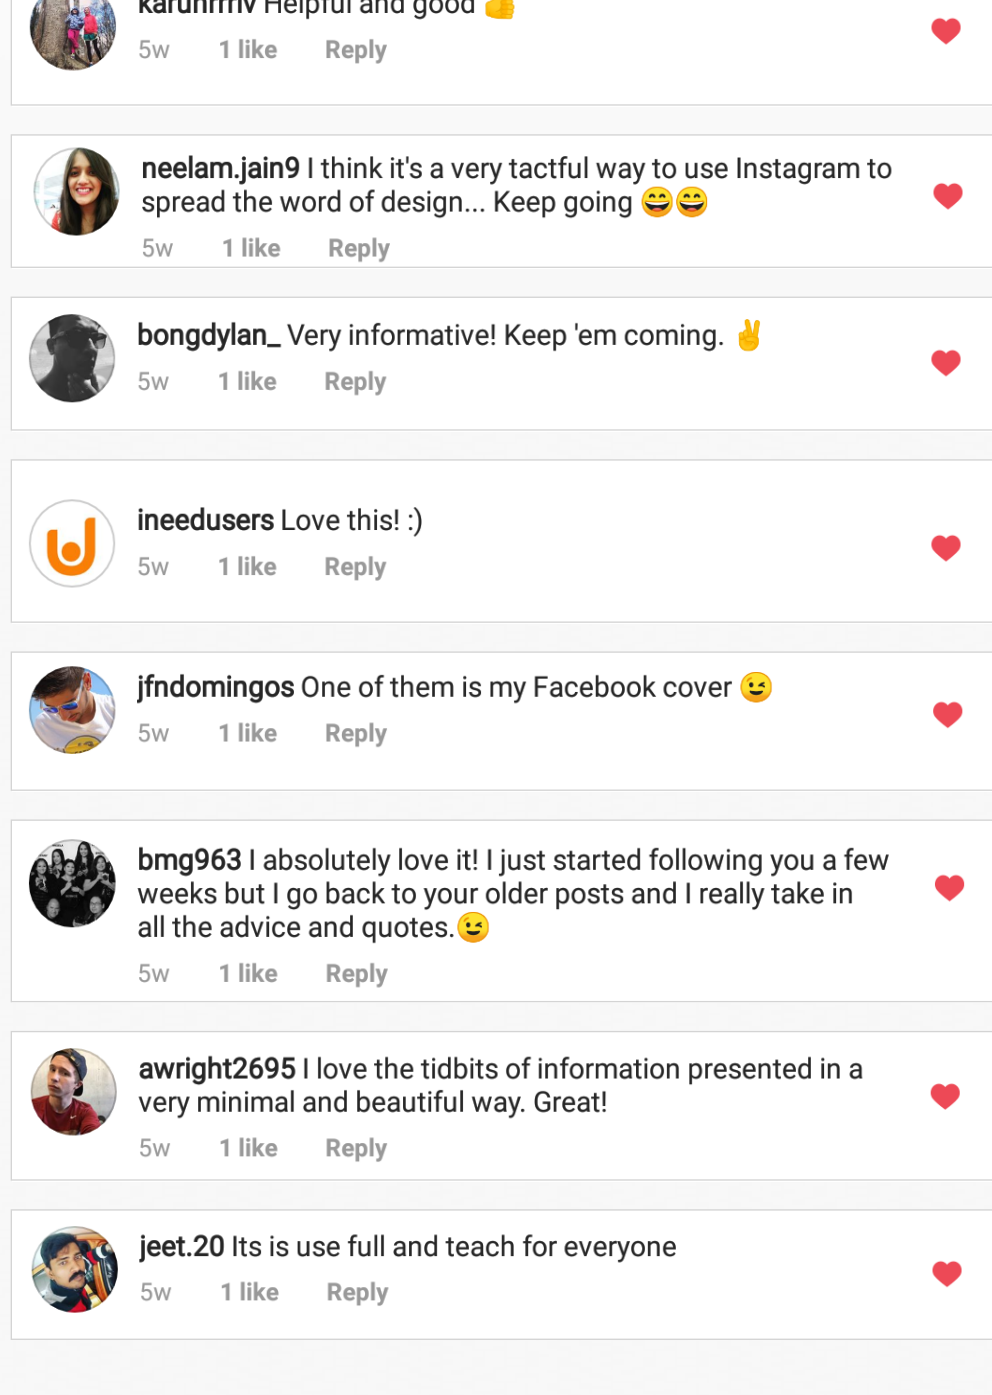 Helpful and good 👍
5w 1 like Reply
neelam.jain9 I think it's a very tactful way to use Instagram to
spread the word of design... Keep going 😄😄
5w 1 like Reply
bongdylan_ Very informative! Keep 'em coming. ✌
5w 1 like Reply
ineedusers Love this! :)
5w 1 like Reply
jfndomingos One of them is my Facebook cover 😉
5w 1 like Reply
bmg963 I absolutely love it! I just started following you a few
weeks but I go back to your older posts and I really take in
all the advice and quotes.😉
5w 1 like Reply
awright2695 I love the tidbits of information presented in a
very minimal and beautiful way. Great!
5w 1 like Reply
jeet.20 Its is use full and teach for everyone
5w 1 like Reply